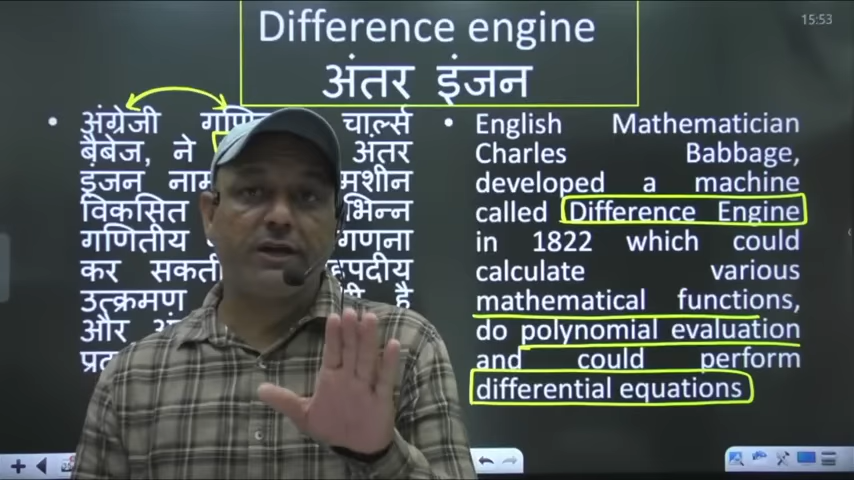 15:53
Difference engine
अंतर इंजन
• अंग्रेजी चार्ल्स
बैबेज, ने अंतर
इंजन मशीन
विकसित
गणितीय गणना
कर
उत्क्रमण है
और
• English Mathematician
Charles Babbage,
developed a machine
called Difference Engine
in 1822 which could
calculate various
mathematical functions,
do polynomial evaluation
and could perform
differential equations